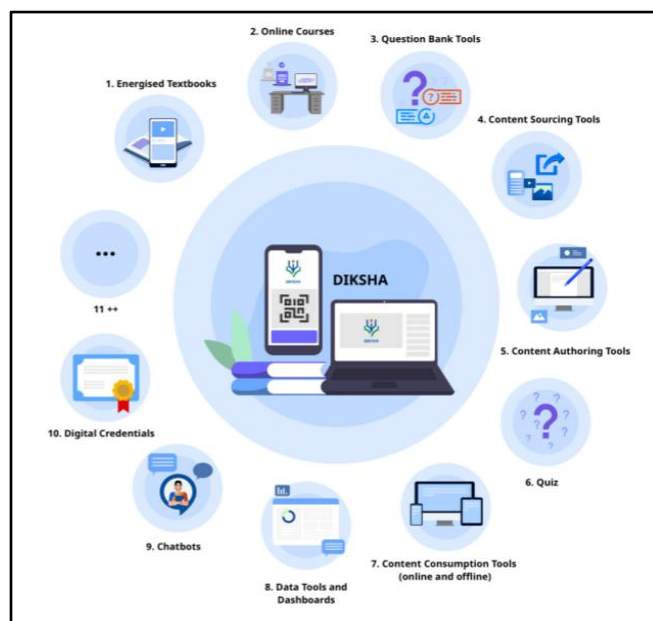 1. Energised Textbooks
2. Online Courses
3. Question Bank Tools
4. Content Sourcing Tools
5. Content Authoring Tools
6. Quiz
7. Content Consumption Tools
(online and offline)
8. Data Tools and
Dashboards
9. Chatbots
10. Digital Credentials
11 ++
DIKSHA
DIKSHA
DIKSHA